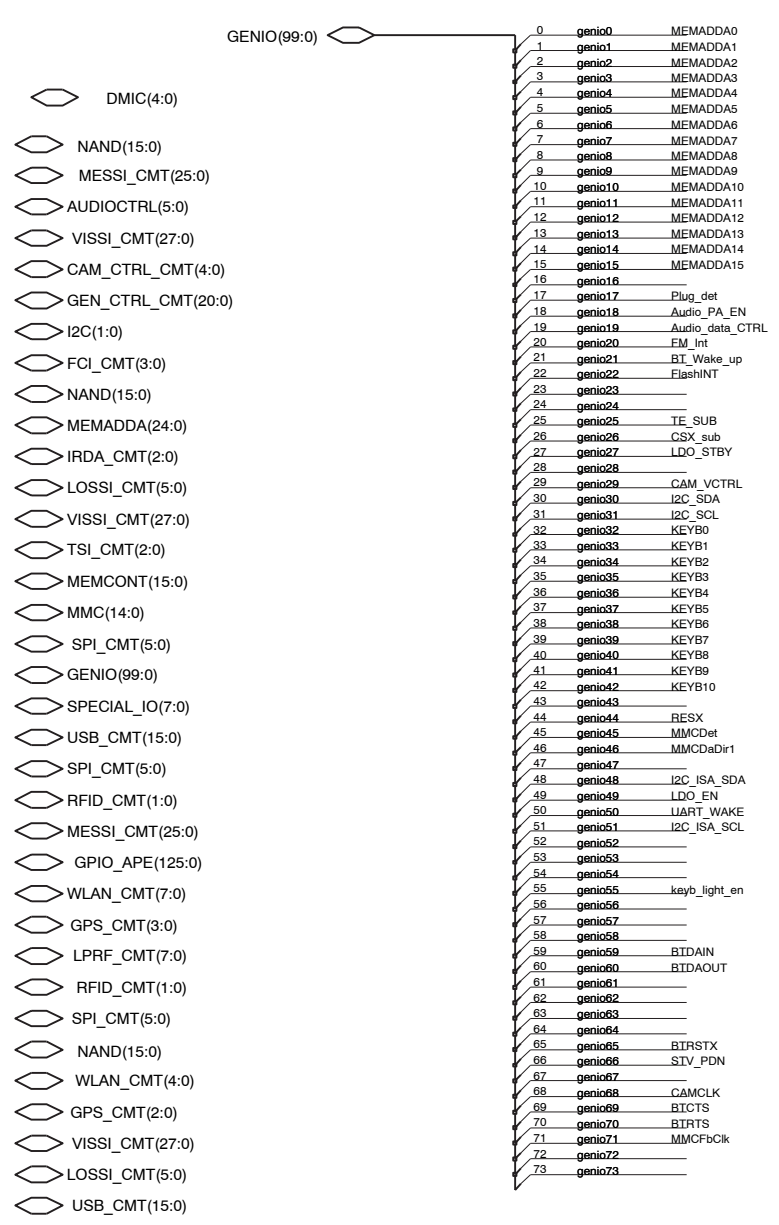 GENIO(99:0)
DMIC(4:0)
NAND(15:0)
MESSI_CMT(25:0)
AUDIOCTRL(5:0)
VISSI_CMT(27:0)
CAM_CTRL_CMT(4:0)
GEN_CTRL_CMT(20:0)
I2C(1:0)
FCI_CMT(3:0)
NAND(15:0)
MEMADDA(24:0)
IRDA_CMT(2:0)
LOSSI_CMT(5:0)
VISSI_CMT(27:0)
TSI_CMT(2:0)
MEMCONT(15:0)
MMC(14:0)
SPI_CMT(5:0)
GENIO(99:0)
SPECIAL_IO(7:0)
USB_CMT(15:0)
SPI_CMT(5:0)
RFID_CMT(1:0)
MESSI_CMT(25:0)
GPIO_APE(125:0)
WLAN_CMT(7:0)
GPS_CMT(3:0)
LPRF_CMT(7:0)
RFID_CMT(1:0)
SPI_CMT(5:0)
NAND(15:0)
WLAN_CMT(4:0)
GPS_CMT(2:0)
VISSI_CMT(27:0)
LOSSI_CMT(5:0)
USB_CMT(15:0)
0 genio0 MEMADDA0
1 genio1 MEMADDA1
2 genio2 MEMADDA2
3 genio3 MEMADDA3
4 genio4 MEMADDA4
5 genio5 MEMADDA5
6 genio6 MEMADDA6
7 genio7 MEMADDA7
8 genio8 MEMADDA8
9 genio9 MEMADDA9
10 genio10 MEMADDA10
11 genio11 MEMADDA11
12 genio12 MEMADDA12
13 genio13 MEMADDA13
14 genio14 MEMADDA14
15 genio15 MEMADDA15
16 genio16
17 genio17 Plug_det
18 genio18 Audio_PA_EN
19 genio19 Audio_data_CTRL
20 genio20 FM_Int
21 genio21 BT_Wake_up
22 genio22 FlashINT
23 genio23
24 genio24
25 genio25 TE_SUB
26 genio26 CSX_sub
27 genio27 LDO_STBY
28 genio28
29 genio29 CAM_VCTRL
30 genio30 I2C_SDA
31 genio31 I2C_SCL
32 genio32 KEYB0
33 genio33 KEYB1
34 genio34 KEYB2
35 genio35 KEYB3
36 genio36 KEYB4
37 genio37 KEYB5
38 genio38 KEYB6
39 genio39 KEYB7
40 genio40 KEYB8
41 genio41 KEYB9
42 genio42 KEYB10
43 genio43
44 genio44 RESX
45 genio45 MMCDet
46 genio46 MMCDaDir1
47 genio47
48 genio48 I2C_ISA_SDA
49 genio49 LDO_EN
50 genio50 UART_WAKE
51 genio51 I2C_ISA_SCL
52 genio52
53 genio53
54 genio54
55 genio55 keyb_light_en
56 genio56
57 genio57
58 genio58
59 genio59 BTDAIN
60 genio60 BTDAOUT
61 genio61
62 genio62
63 genio63
64 genio64
65 genio65 BTRSTX
66 genio66 STV_PDN
67 genio67
68 genio68 CAMCLK
69 genio69 BTCTS
70 genio70 BTRTS
71 genio71 MMCFbClk
72 genio72
73 genio73